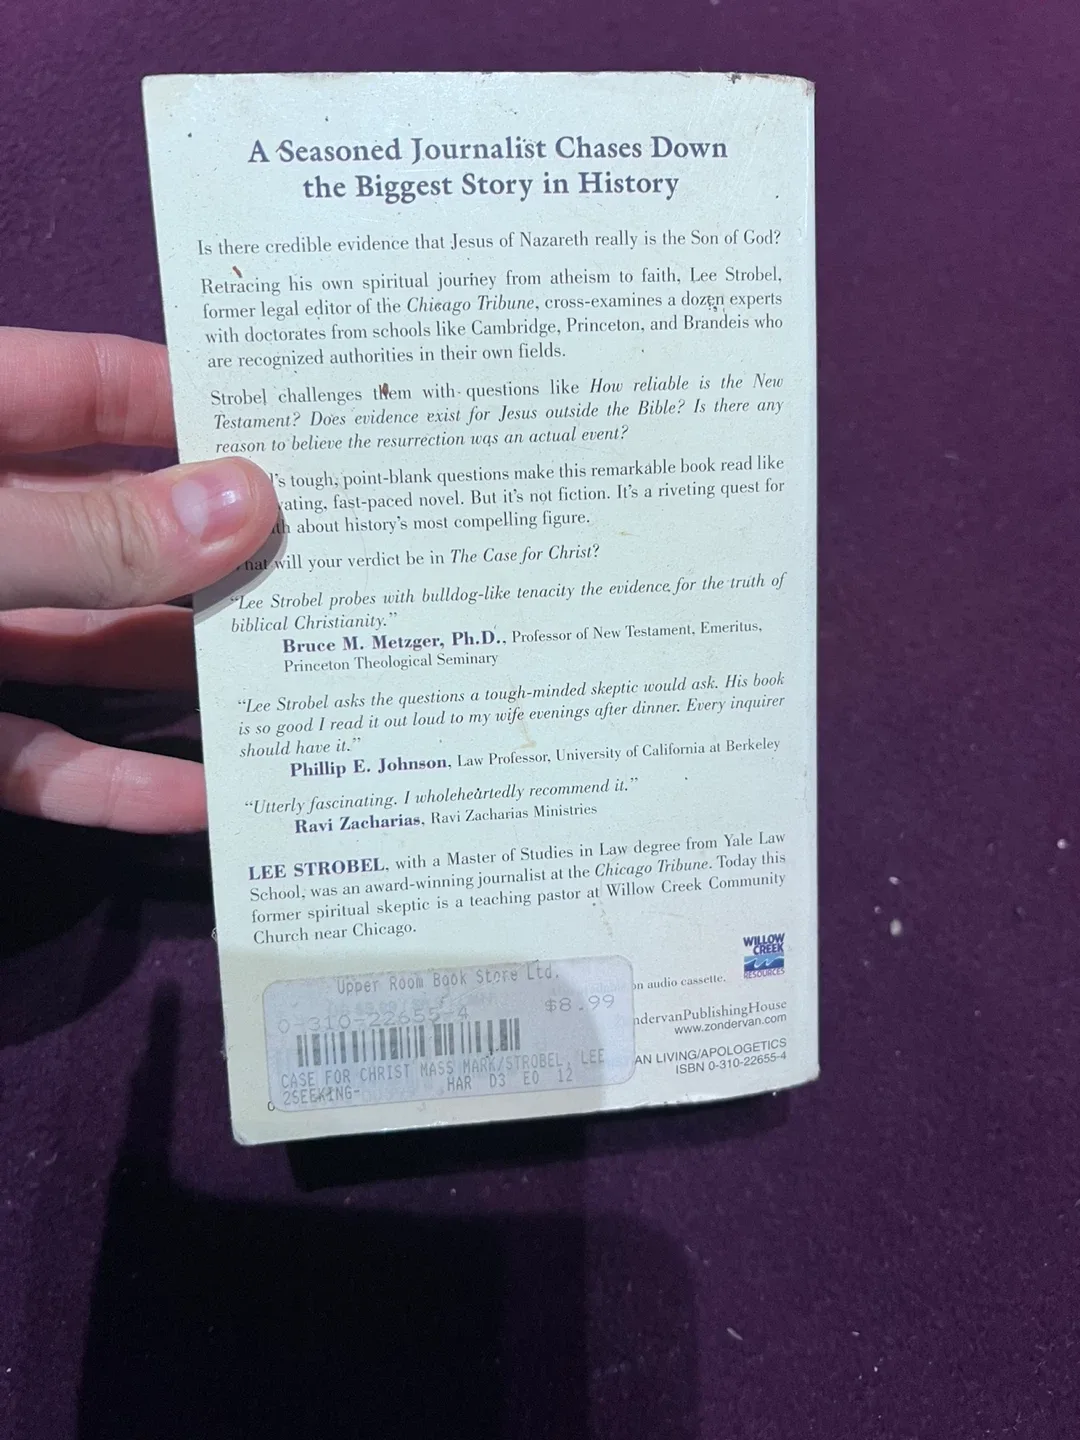 A Seasoned Journalist Chases Down
the Biggest Story in History
Is there credible evidence that Jesus of Nazareth really is the Son of God?
Retracing his own spiritual journey from atheism to faith, Lee Strobel,
former legal editor of the Chicago Tribune, cross-examines a dozen experts
with doctorates from schools like Cambridge, Princeton, and Brandeis who
are recognized authorities in their own fields.
Strobel challenges them with questions like How reliable is the New
Testament? Does evidence exist for Jesus outside the Bible? Is there any
reason to believe the resurrection was an actual event?
's tough, point-blank questions make this remarkable book read like
vating, fast-paced novel. But it's not fiction. It's a riveting quest for
th about history's most compelling figure.
hat will your verdict be in The Case for Christ?
"Lee Strobel probes with bulldog-like tenacity the evidence for the truth of
biblical Christianity."
Bruce M. Metzger, Ph.D., Professor of New Testament, Emeritus,
Princeton Theological Seminary
"Lee Strobel asks the questions a tough-minded skeptic would ask. His book
is so good I read it out loud to my wife evenings after dinner. Every inquirer
should have it."
Phillip E. Johnson, Law Professor, University of California at Berkeley
"Utterly fascinating. I wholeheartedly recommend it."
Ravi Zacharias, Ravi Zacharias Ministries
LEE STROBEL, with a Master of Studies in Law degree from Yale Law
School, was an award-winning journalist at the Chicago Tribune. Today this
former spiritual skeptic is a teaching pastor at Willow Creek Community
Church near Chicago.
WILLOW
CREEK
RESOURCES
on audio cassette.
ndervanPublishingHouse
www.zondervan.com
AN LIVING/APOLOGETICS
ISBN 0-310-22655-4
Upper Room Book Store Ltd.
0-310-22655-4 $8.99
CASE FOR CHRIST MASS MARK/STROBEL, LEE
2SEEKING- HAR D3 E0 12